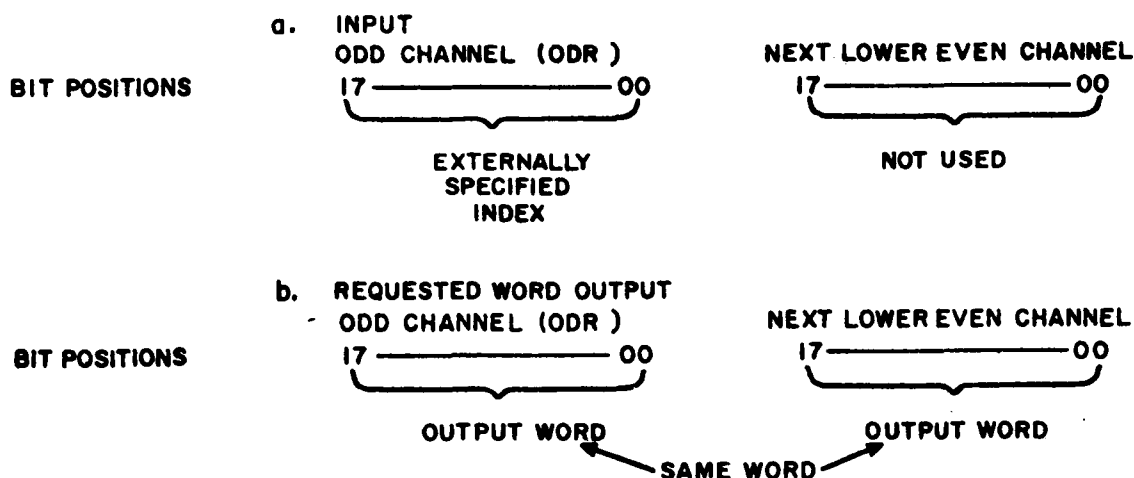 a. INPUT
ODD CHANNEL (ODR) NEXT LOWER EVEN CHANNEL
BIT POSITIONS 17 00 17 00
EXTERNALLY NOT USED
SPECIFIED
INDEX
b. REQUESTED WORD OUTPUT
ODD CHANNEL (ODR) NEXT LOWER EVEN CHANNEL
BIT POSITIONS 17 00 17 00
OUTPUT WORD OUTPUT WORD
SAME WORD